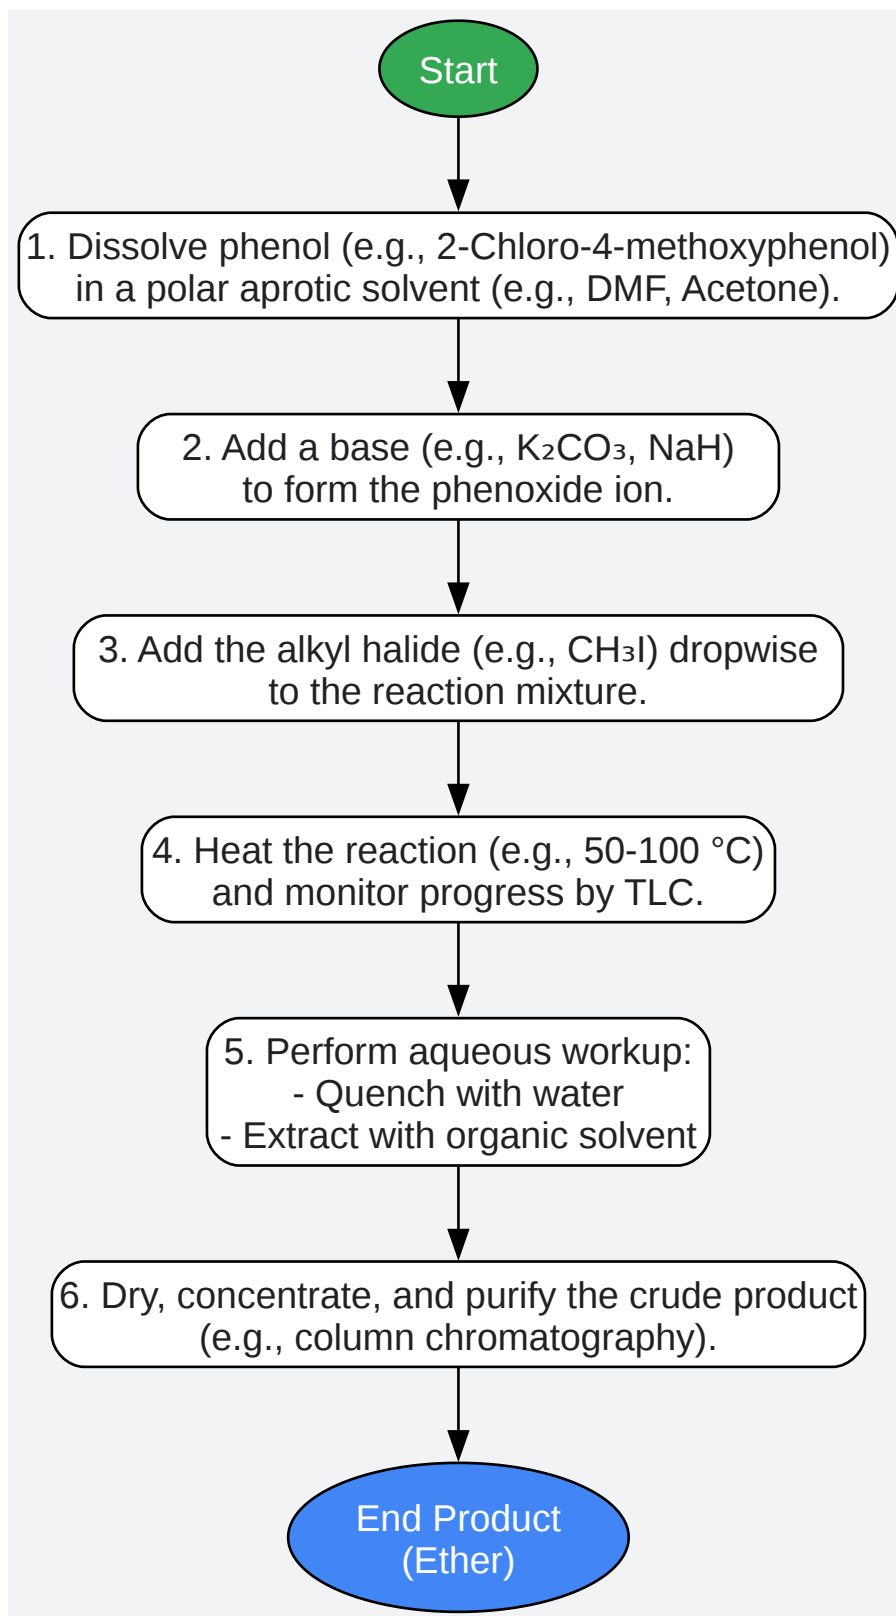 Start
1. Dissolve phenol (e.g., 2-Chloro-4-methoxyphenol)
in a polar aprotic solvent (e.g., DMF, Acetone).
2. Add a base (e.g., K₂CO₃, NaH)
to form the phenoxide ion.
3. Add the alkyl halide (e.g., CH₃I) dropwise
to the reaction mixture.
4. Heat the reaction (e.g., 50-100 °C)
and monitor progress by TLC.
5. Perform aqueous workup:
- Quench with water
- Extract with organic solvent
6. Dry, concentrate, and purify the crude product
(e.g., column chromatography).
End Product
(Ether)